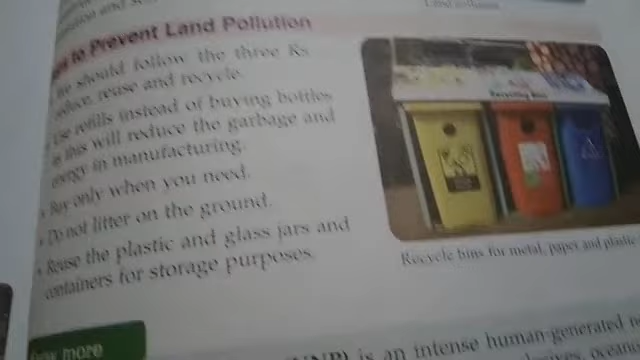 Land pollution
to Prevent Land Pollution
We should follow the three Rs
reduce, reuse and recycle.
Use refills instead of buying bottles
as this will reduce the garbage and
energy in manufacturing.
• Buy only when you need.
• Do not litter on the ground.
• Reuse the plastic and glass jars and
containers for storage purposes.
Recycling Bins
Recycle bins for metal, paper and plastic
more
is an intense human-generated